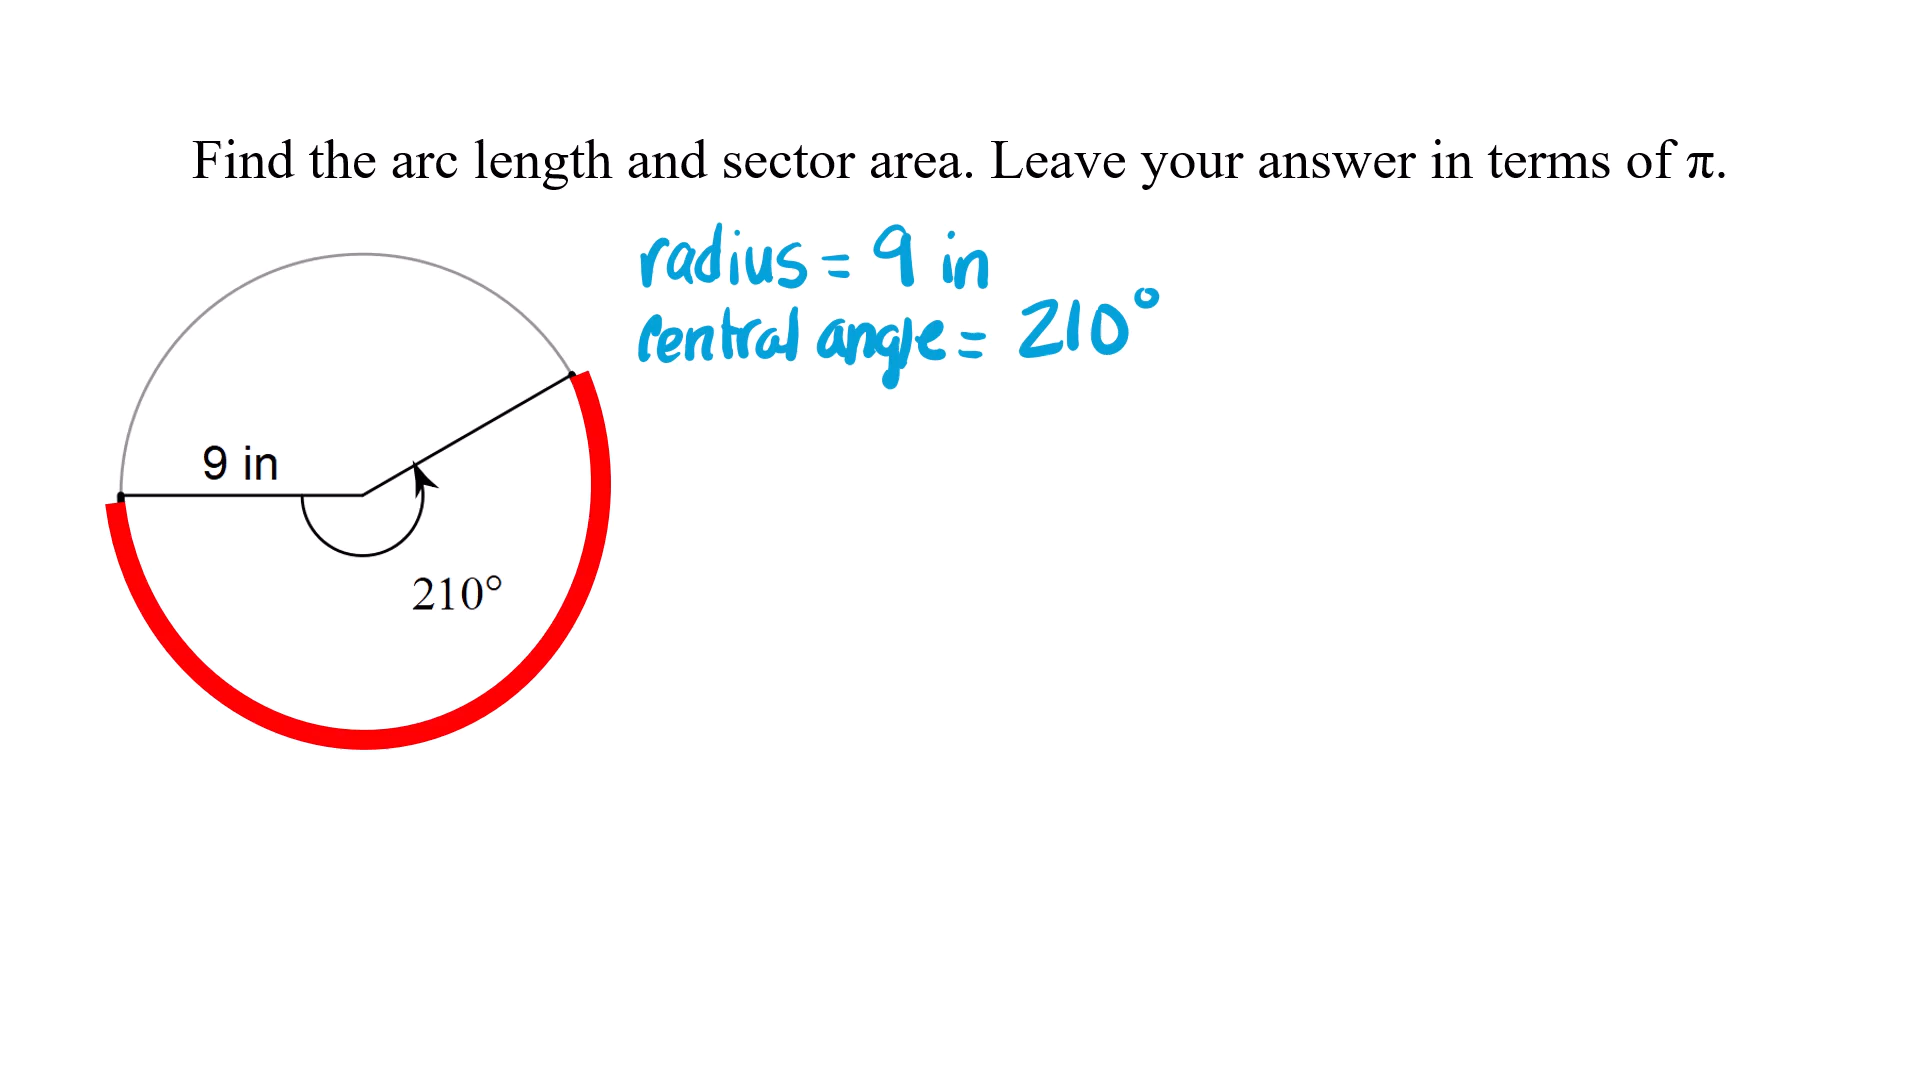 Find the arc length and sector area. Leave your answer in terms of π.
radius = 9 in
central angle = 210°
9 in
210°